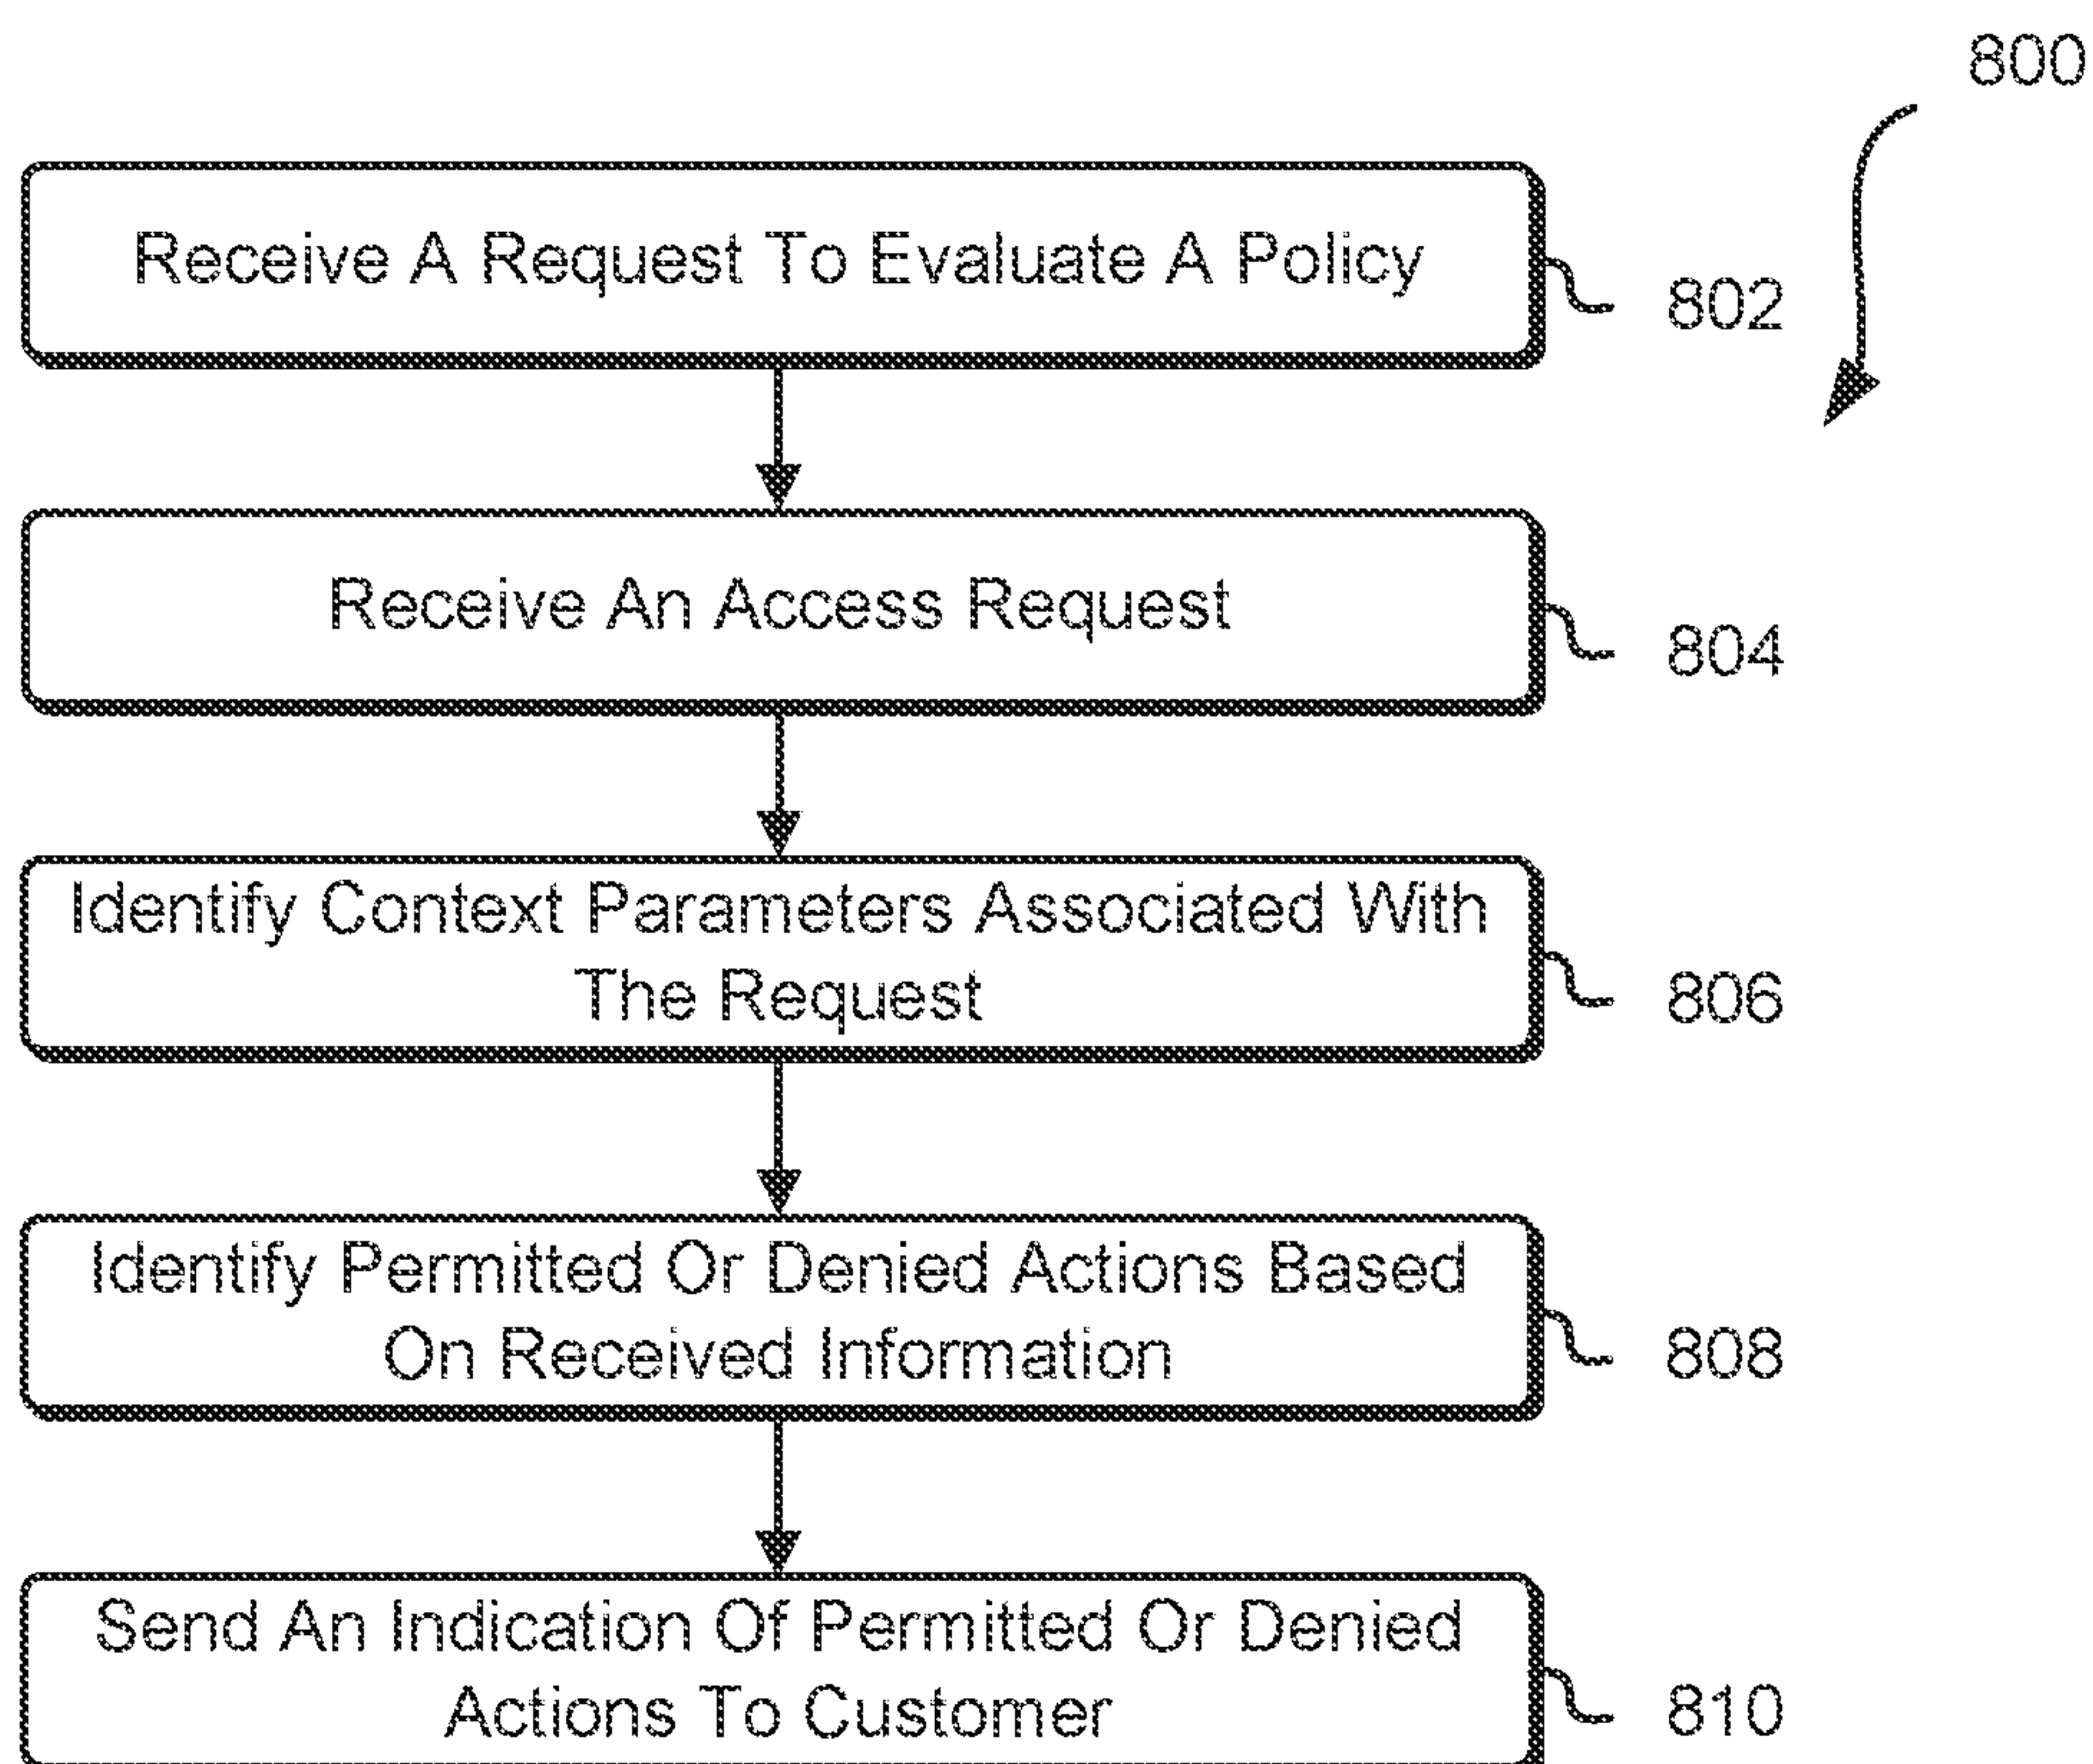 800
Receive A Request To Evaluate A Policy
802
Receive An Access Request
804
Identify Context Parameters Associated With
The Request
806
Identify Permitted Or Denied Actions Based
On Received Information
808
Send An Indication Of Permitted Or Denied
Actions To Customer
810